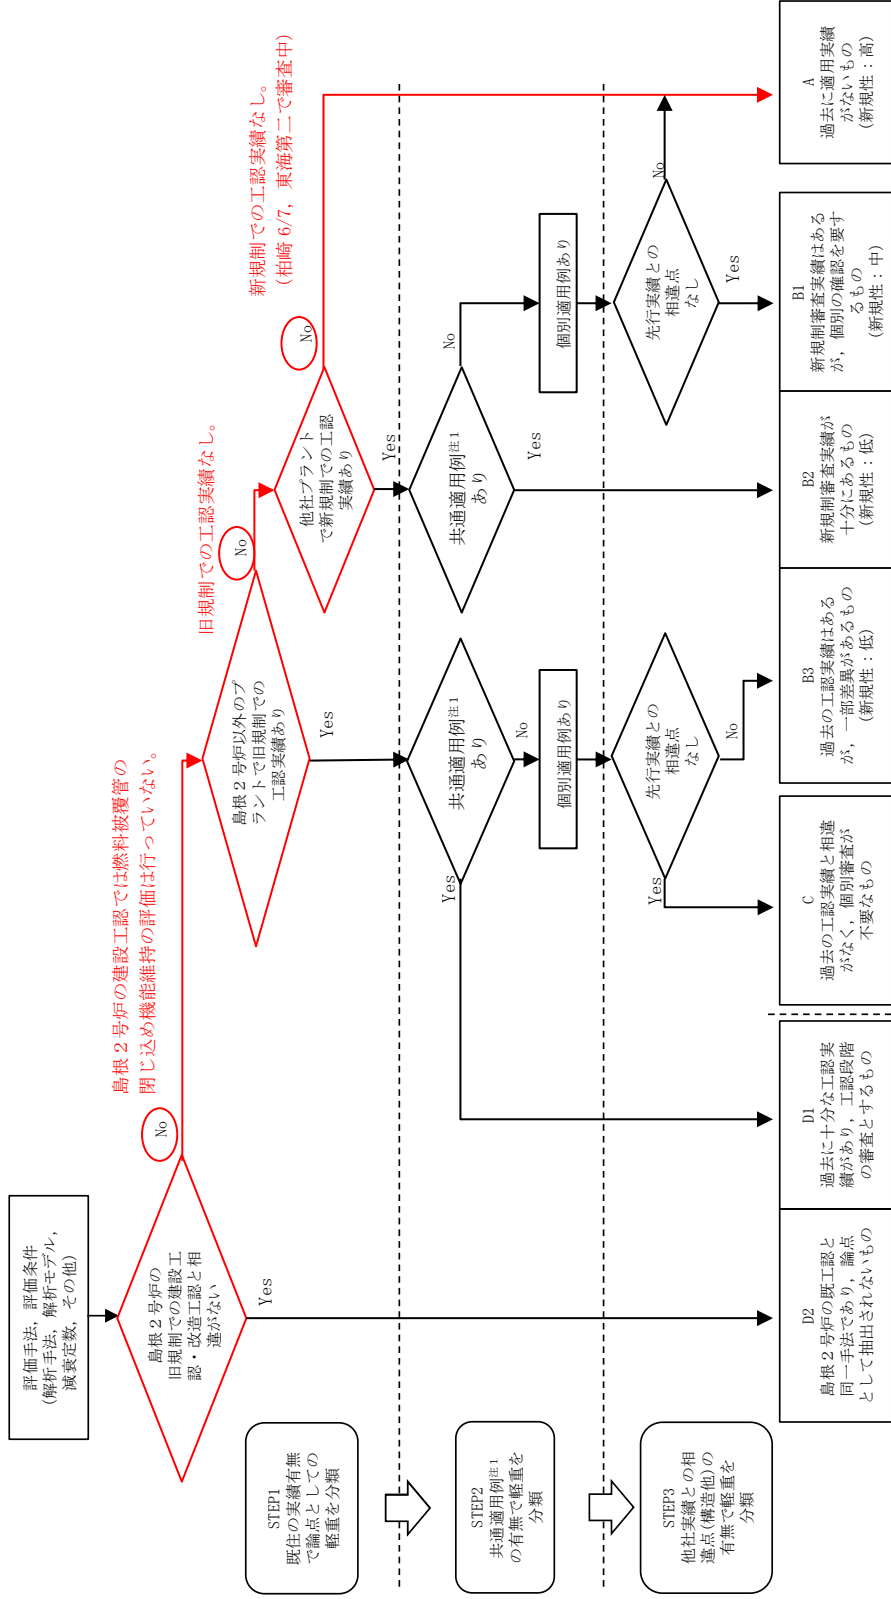 評価手法，評価条件
(解析手法，解析モデル，
減衰定数，その他)
島根２号炉の
旧規制での建設工
認・改造工認と相
違がない
No
Yes
島根２号炉の建設工認では燃料被覆管の
閉じ込め機能維持の評価は行っていない。
島根２号炉以外のプ
ラントで旧規制での
工認実績あり
No
Yes
旧規制での工認実績なし。
他社プラント
で新規制での工認
実績あり
No
Yes
新規制での工認実績なし。
(柏崎 6/7，東海第二で審査中)
STEP1
既往の実績有無
で論点としての
軽重を分類
STEP2
共通適用例注１
の有無で軽重を
分類
STEP3
他社実績との相
違点(構造他)の
有無で軽重を
分類
共通適用例注１
あり
Yes
No
個別適用例あり
先行実績との
相違点
なし
Yes
No
共通適用例注１
あり
Yes
No
個別適用例あり
先行実績との
相違点
なし
Yes
No
D2
島根２号炉の既工認と
同一手法であり，論点
として抽出されないもの
D1
過去に十分な工認実
績があり，工認段階
の審査とするもの
C
過去の工認実績と相違
がなく，個別審査が
不要なもの
B3
過去の工認実績はある
が，一部差異があるもの
(新規性：低)
B2
新規制審査実績が
十分にあるもの
(新規性：低)
B1
新規制審査実績はある
が，個別の確認を要す
るもの
(新規性：中)
A
過去に適用実績
がないもの
(新規性：高)